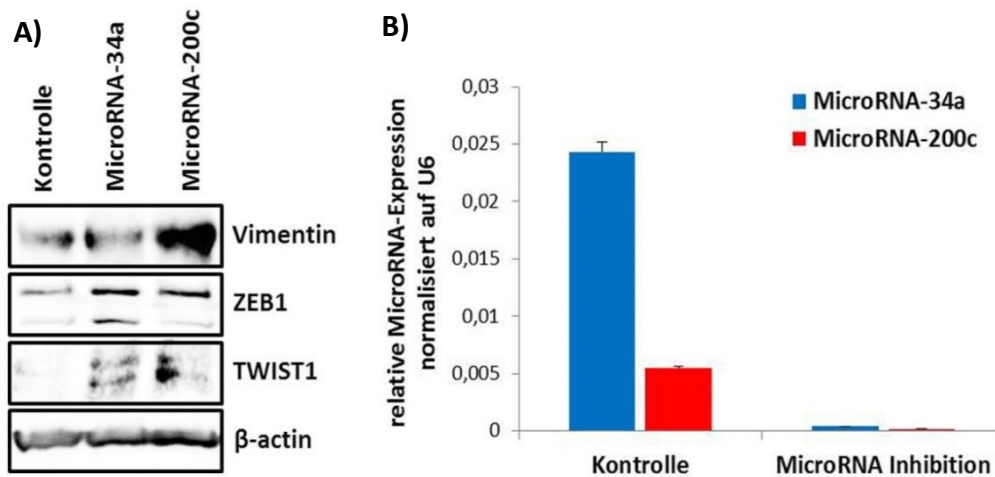 A)
Kontrolle
MicroRNA-34a
MicroRNA-200c
Vimentin
ZEB1
TWIST1
β-actin
B)
relative MicroRNA-Expression
normalisiert auf U6
0,03
0,025
0,02
0,015
0,01
0,005
0
MicroRNA-34a
MicroRNA-200c
Kontrolle
MicroRNA Inhibition